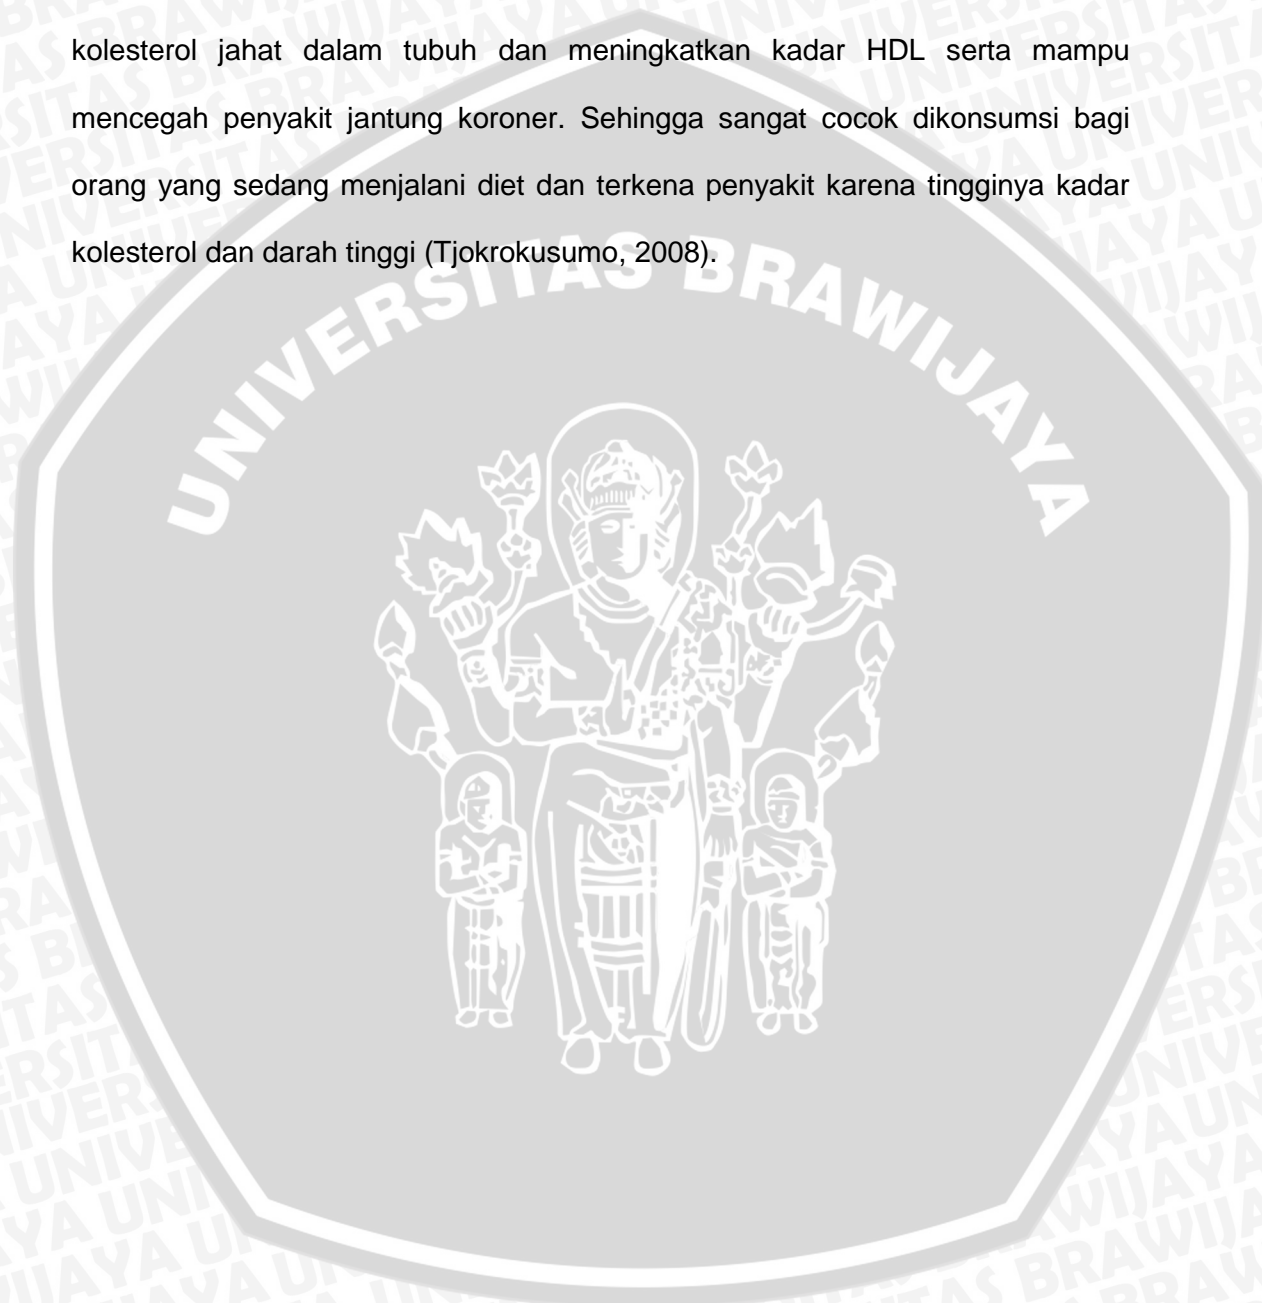 kolesterol jahat dalam tubuh dan meningkatkan kadar HDL serta mampu
mencegah penyakit jantung koroner. Sehingga sangat cocok dikonsumsi bagi
orang yang sedang menjalani diet dan terkena penyakit karena tingginya kadar
kolesterol dan darah tinggi (Tjokrokusumo, 2008).
UNIVERSITAS BRAWIJAYA